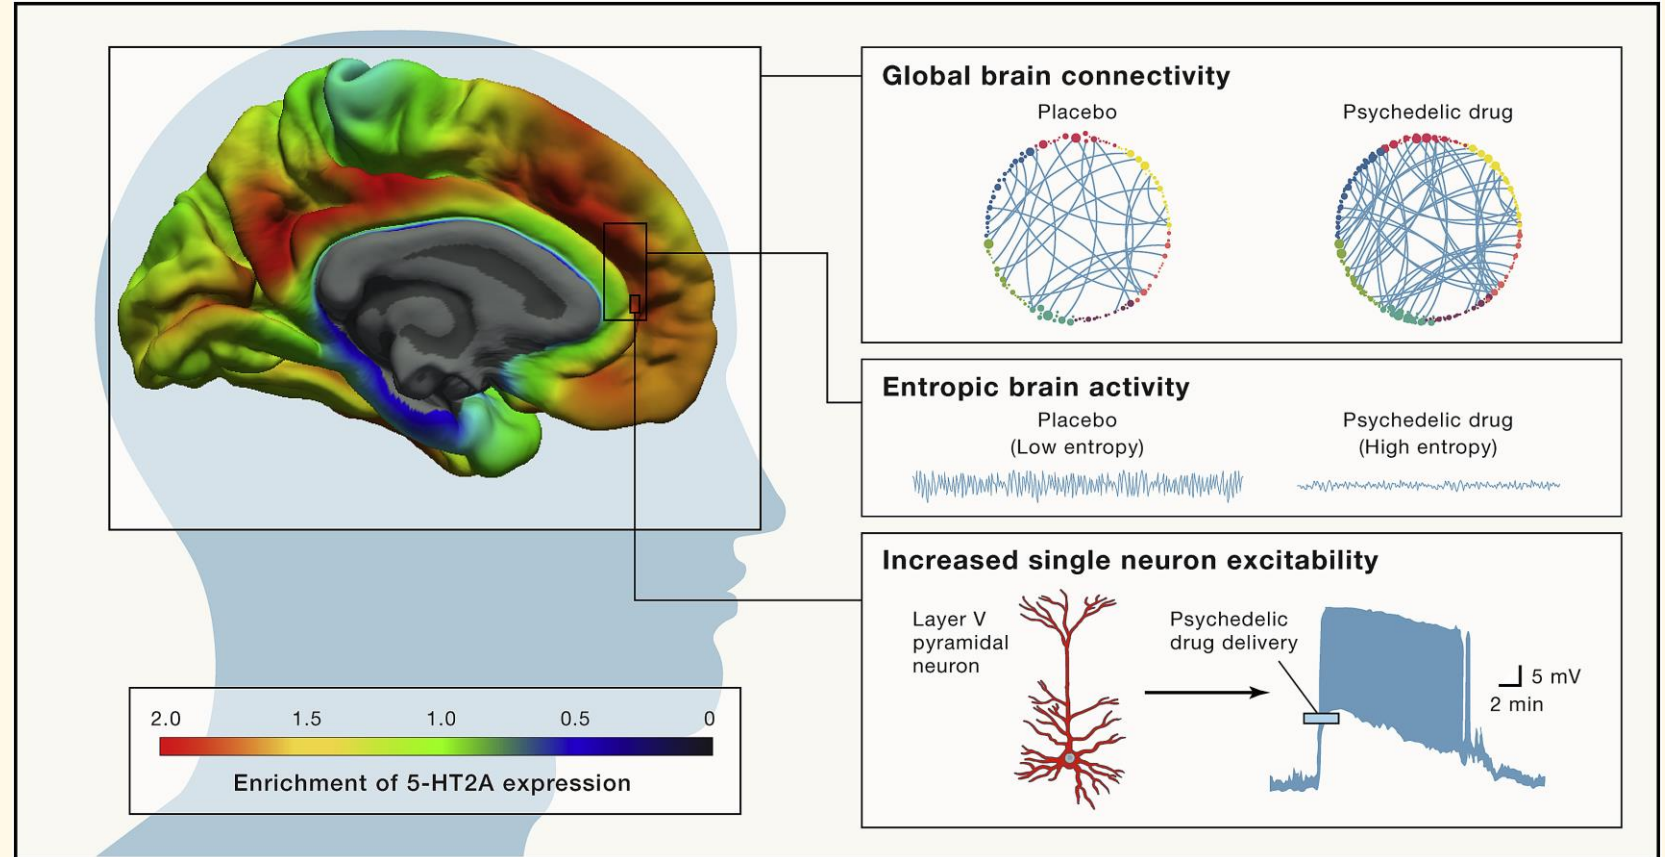 Global brain connectivity
Placebo
Psychedelic drug
Entropic brain activity
Placebo
(Low entropy)
Psychedelic drug
(High entropy)
Increased single neuron excitability
Layer V
pyramidal
neuron
Psychedelic
drug delivery
5 mV
2 min
2.0 1.5 1.0 0.5 0
Enrichment of 5-HT2A expression